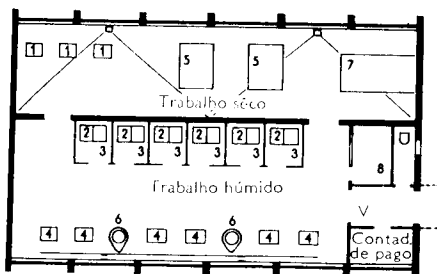 1 1 1
5 5 7
Trabalho sêco
2 2 2 2 2 2
3 3 3 3 3 3
8
Trabalho húmido
6 6
V
4 4 4 4 4 4
Contad.
de pago